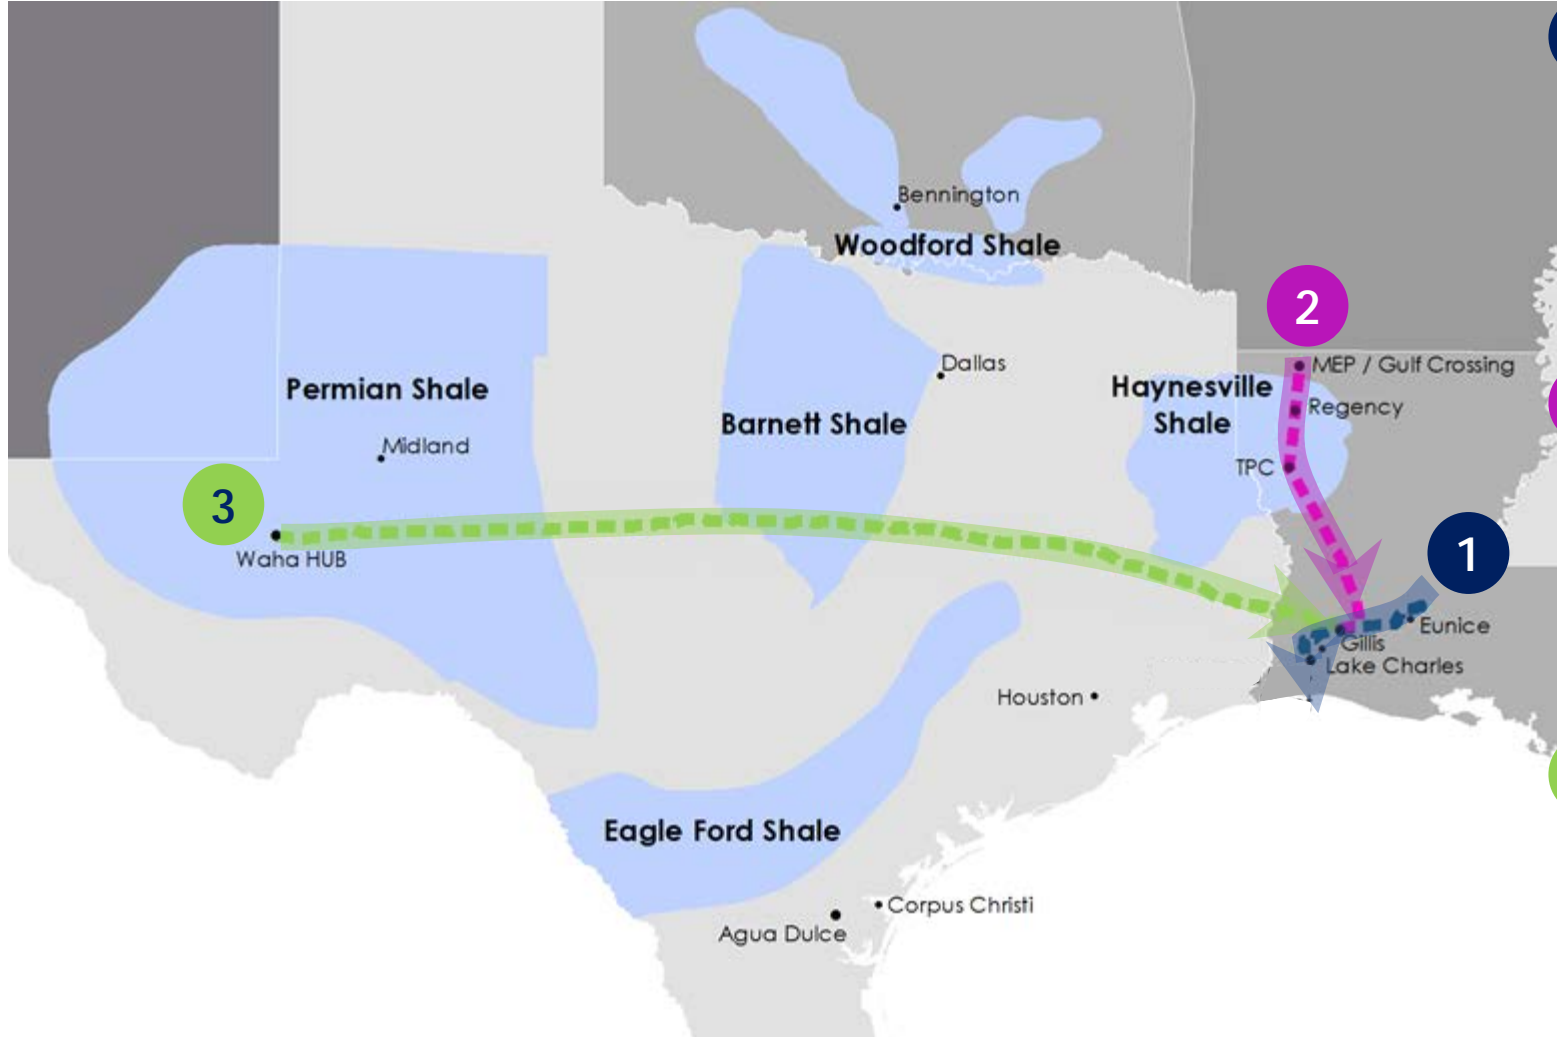 Bennington
Woodford Shale
2
MEP / Gulf Crossing
Dallas
Haynesville
Shale
Permian Shale
Regency
Barnett Shale
Midland
TPC
3
Waha HUB
1
Eunice
Gillis
Lake Charles
Houston
Eagle Ford Shale
Corpus Christi
Agua Dulce